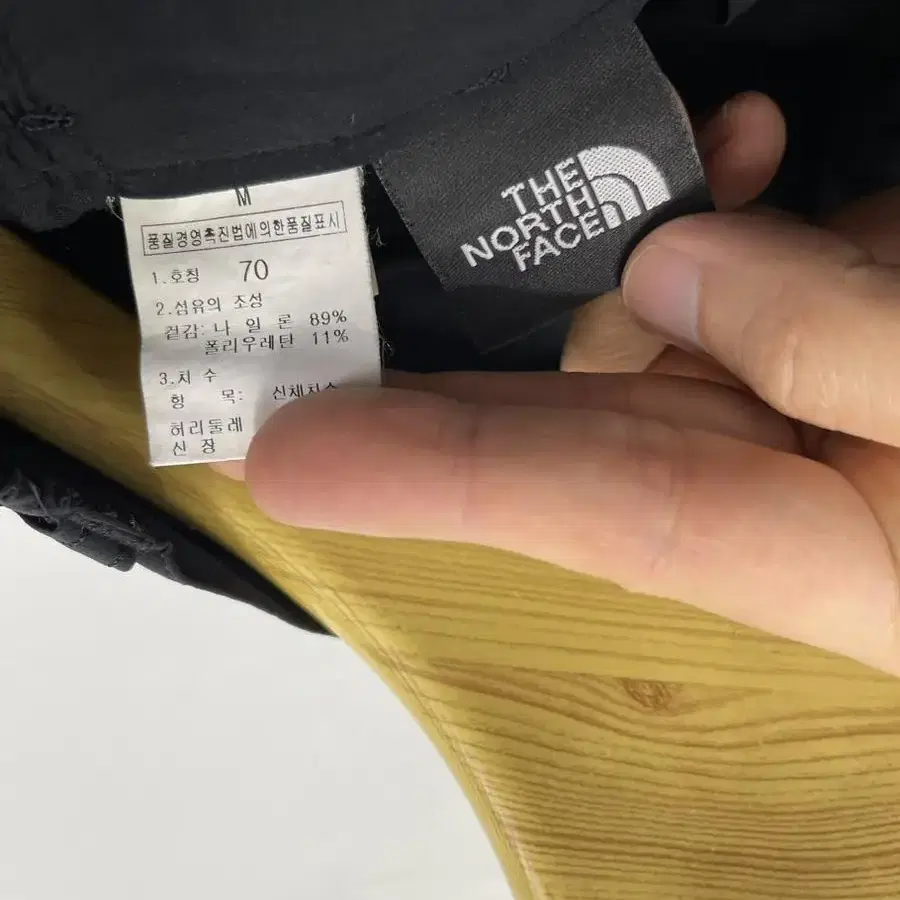 M
품질경영촉진법에의한품질표시
1.호칭 70
2.섬유의 조성
겉감: 나 일 론 89%
폴리우레탄 11%
3.치 수
항 목: 신체치수
허리둘레
신 장
THE
NORTH
FACE